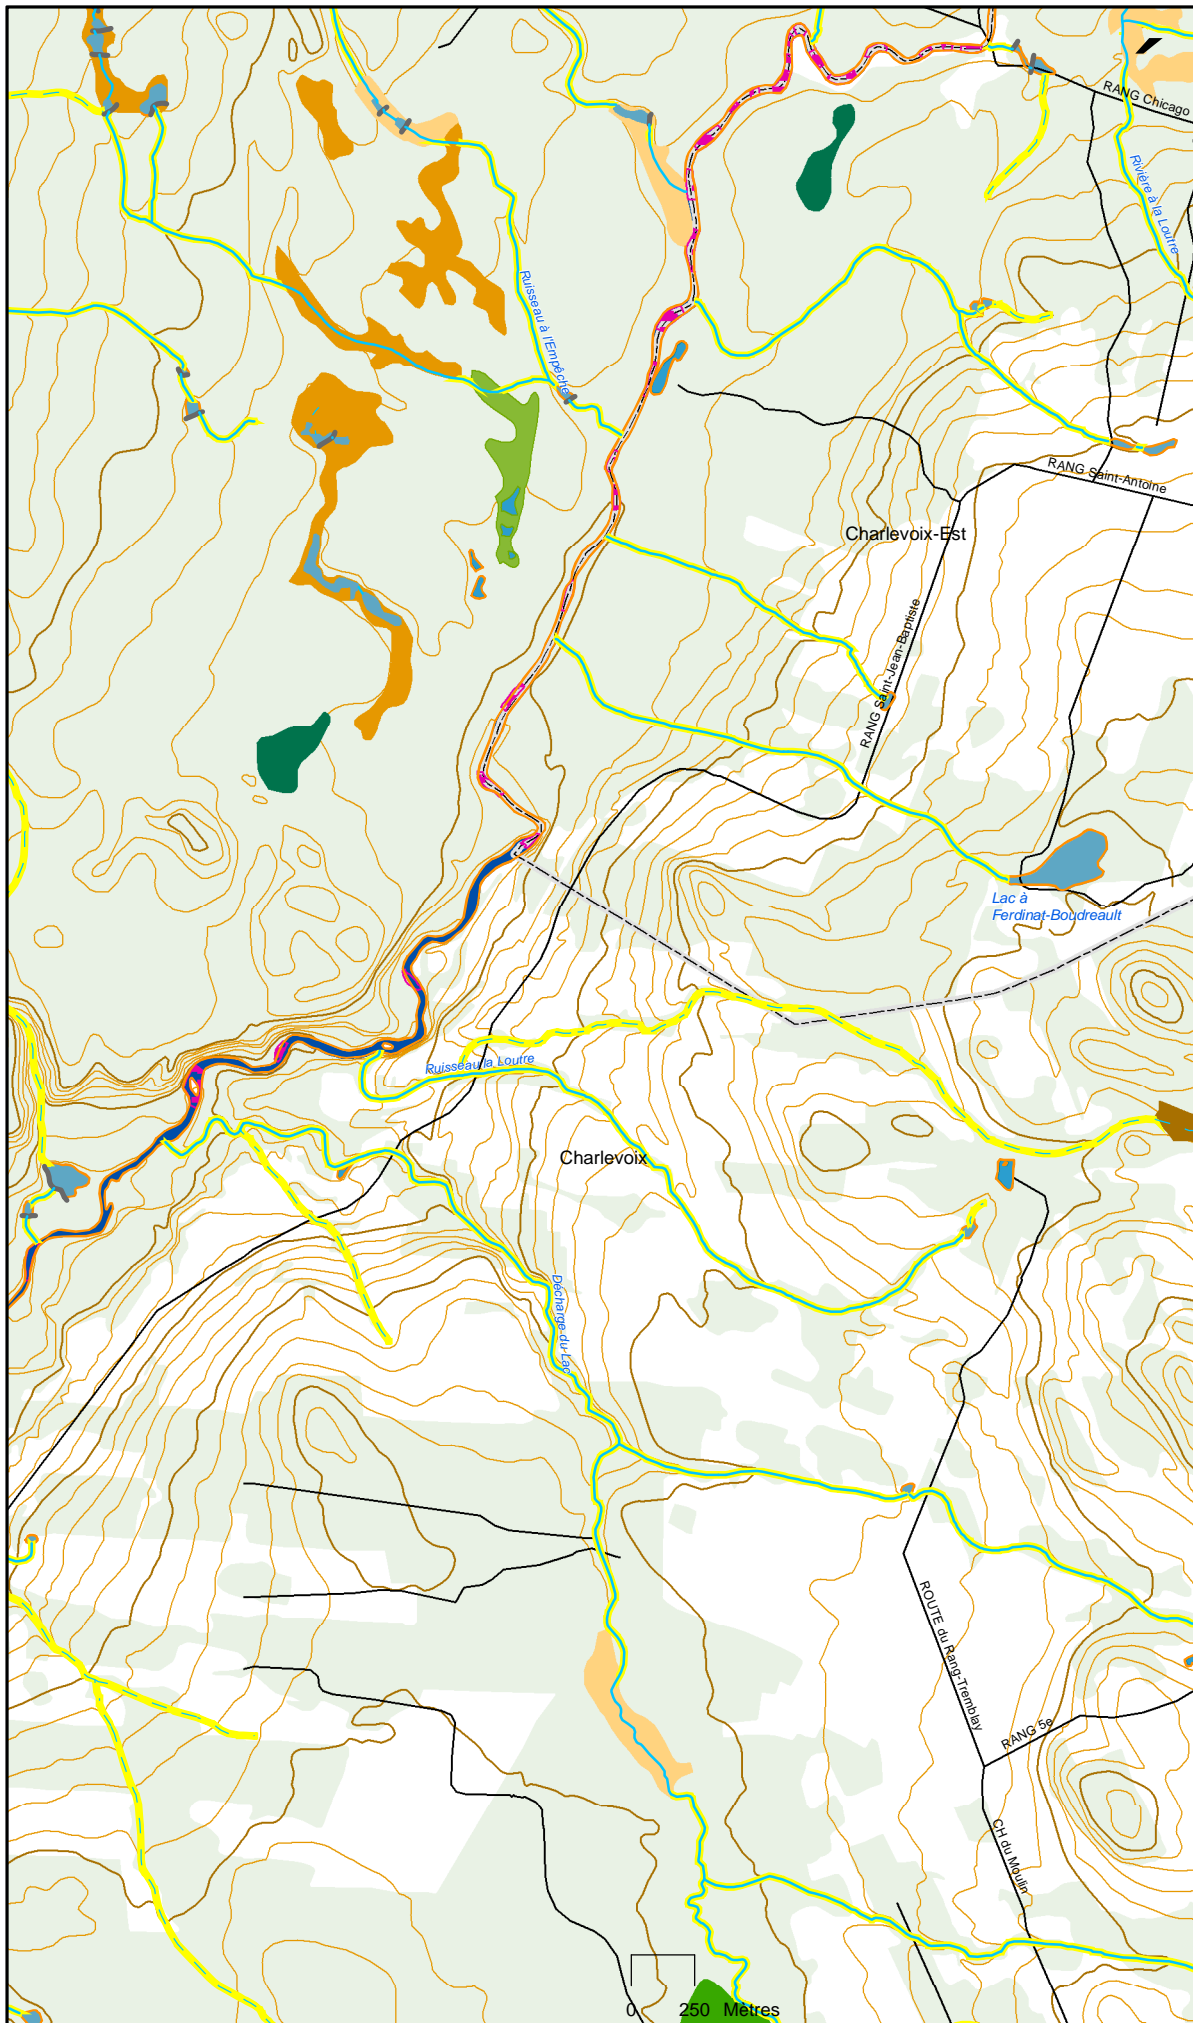 RANG Chicago
Rivière à la Loutre
Ruisseau à l'Empêche
RANG Saint-Antoine
Charlevoix-Est
RANG Saint-Jean-Baptiste
Lac à
Ferdinat-Boudreault
Ruisseau la Loutre
Charlevoix
Décharge du Lac
ROUTE du Rang-Tremblay
RANG 5e
CH du Moulin
0 250 Mètres